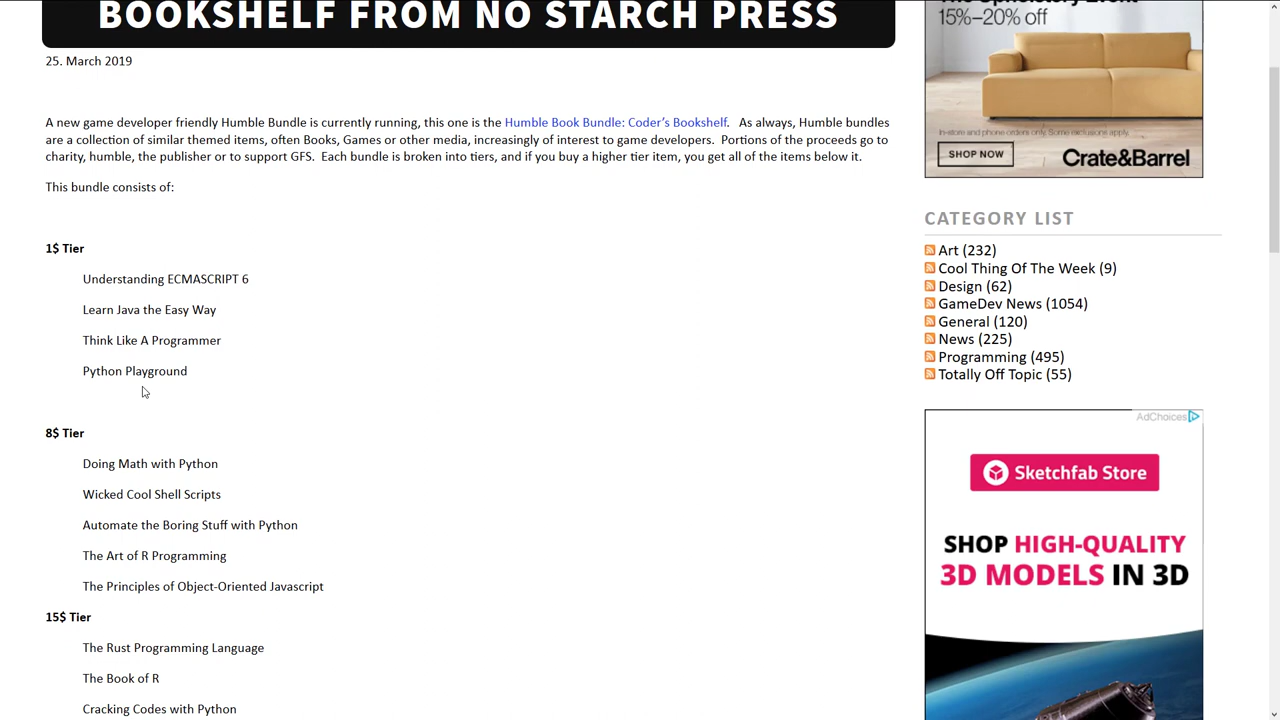 BOOKSHELF FROM NO STARCH PRESS
25. March 2019
A new game developer friendly Humble Bundle is currently running, this one is the Humble Book Bundle: Coder's Bookshelf.  As always, Humble bundles
are a collection of similar themed items, often Books, Games or other media, increasingly of interest to game developers.  Portions of the proceeds go to
charity, humble, the publisher or to support GFS.  Each bundle is broken into tiers, and if you buy a higher tier item, you get all of the items below it.
This bundle consists of:
1$ Tier
Understanding ECMASCRIPT 6
Learn Java the Easy Way
Think Like A Programmer
Python Playground
8$ Tier
Doing Math with Python
Wicked Cool Shell Scripts
Automate the Boring Stuff with Python
The Art of R Programming
The Principles of Object-Oriented Javascript
15$ Tier
The Rust Programming Language
The Book of R
Cracking Codes with Python
15%–20% off
In-store and phone orders only. Some exclusions apply.
SHOP NOW
Crate&Barrel
CATEGORY LIST
Art (232)
Cool Thing Of The Week (9)
Design (62)
GameDev News (1054)
General (120)
News (225)
Programming (495)
Totally Off Topic (55)
AdChoices
Sketchfab Store
SHOP HIGH-QUALITY
3D MODELS IN 3D